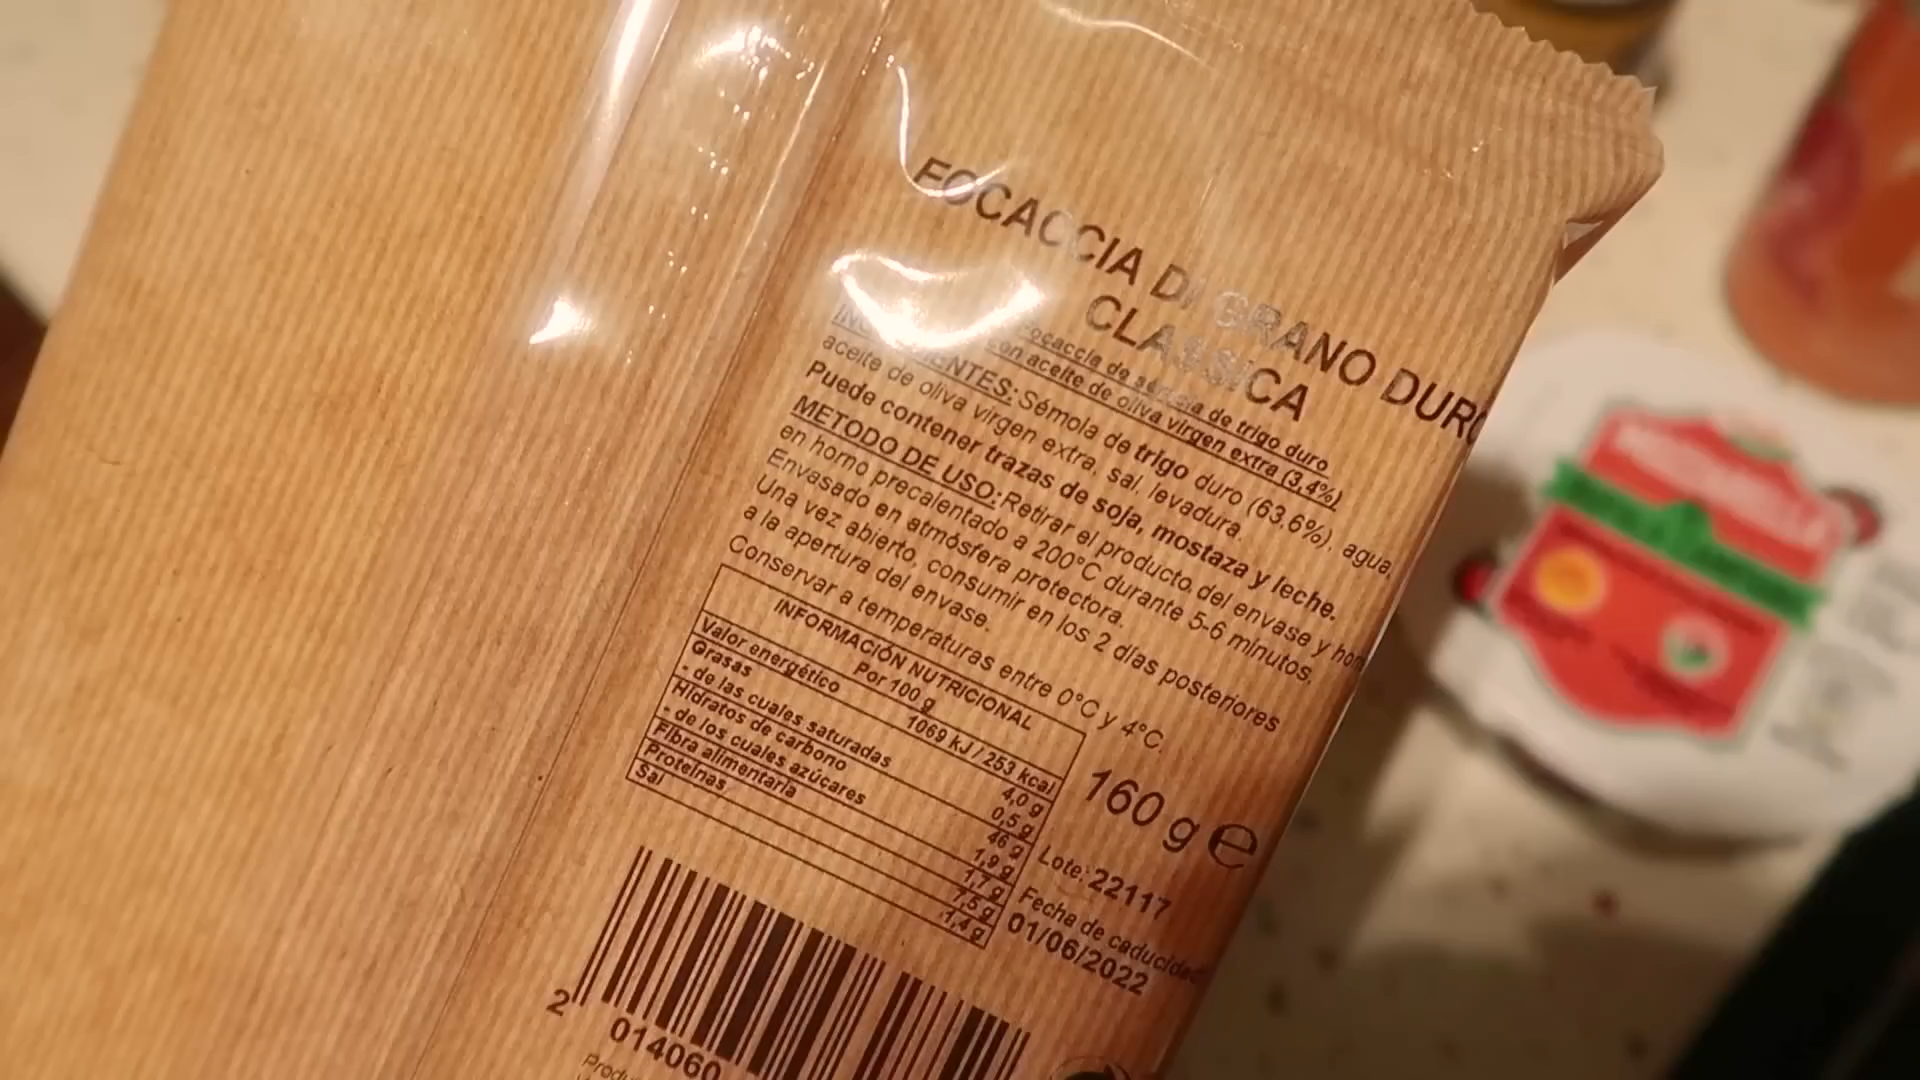 FOCACCIA DI GRANO DURO
CLASSICA
Focaccia de sémola de trigo duro
con aceite de oliva virgen extra (3,4%)
INGREDIENTES: Sémola de trigo duro (63,6%), agua,
aceite de oliva virgen extra, sal, levadura.
Puede contener trazas de soja, mostaza y leche.
METODO DE USO: Retirar el producto del envase y hor
en horno precalentado a 200°C durante 5-6 minutos.
Envasado en atmósfera protectora.
Una vez abierto, consumir en los 2 días posteriores
a la apertura del envase.
Conservar a temperaturas entre 0°C y 4°C.
INFORMACIÓN NUTRICIONAL
Por 100 g
Valor energético 1069 kJ / 253 kcal
Grasas 4,0 g
- de las cuales saturadas 0,5 g
Hidratos de carbono 46 g
- de los cuales azúcares 1,9 g
Fibra alimentaria 1,7 g
Proteínas 7,5 g
Sal 1,4 g
160 g e
Lote: 22117
Fecha de caducidad
01/06/2022
2 014060
MOZZARELLA